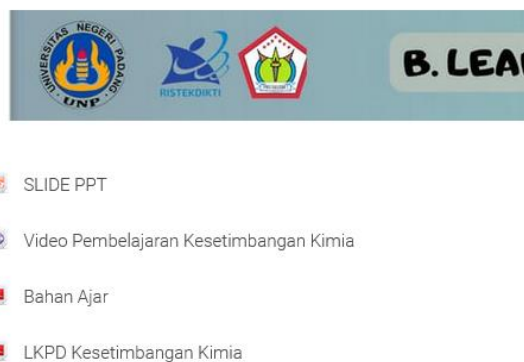 UNIVERSITAS NEGERI PADANG
UNP
RISTEKDIKTI
B. LEA
SLIDE PPT
Video Pembelajaran Kesetimbangan Kimia
Bahan Ajar
LKPD Kesetimbangan Kimia